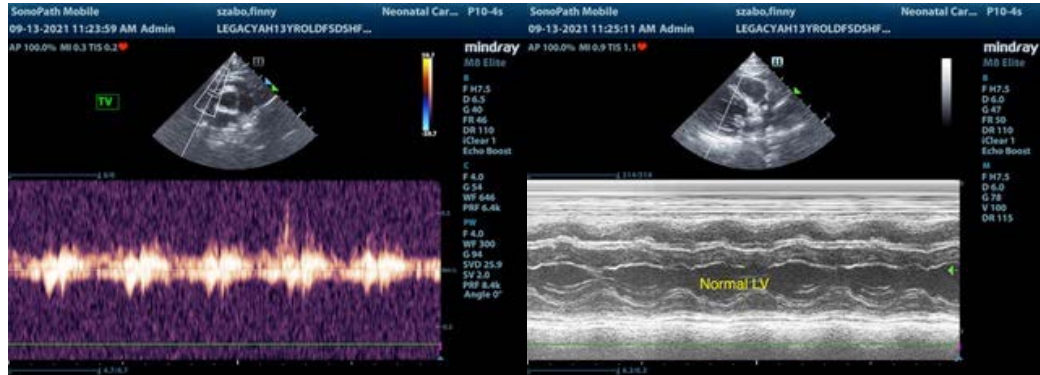 SonoPath Mobile szabo,finny Neonatal Car... P10-4s
09-13-2021 11:23:59 AM Admin LEGACYAH13YROLDFSDSHF...
AP 100.0% MI 0.3 TIS 0.2
mindray
M8 Elite
TV
B
F H7.5
D 6.5
G 40
FR 46
DR 110
iClear 1
Echo Boost
C
F 4.0
G 54
WF 646
PRF 6.4k
PW
F 4.0
WF 300
G 94
SVD 25.9
SV 2.0
PRF 8.4k
Angle 0°
SonoPath Mobile szabo,finny Neonatal Car... P10-4s
09-13-2021 11:25:11 AM Admin LEGACYAH13YROLDFSDSHF...
AP 100.0% MI 0.9 TIS 1.1
mindray
M8 Elite
B
F H7.5
D 6.0
G 47
FR 50
DR 110
iClear 1
Echo Boost
M
F H7.5
D 6.0
G 78
V 100
DR 115
314/314
Normal LV